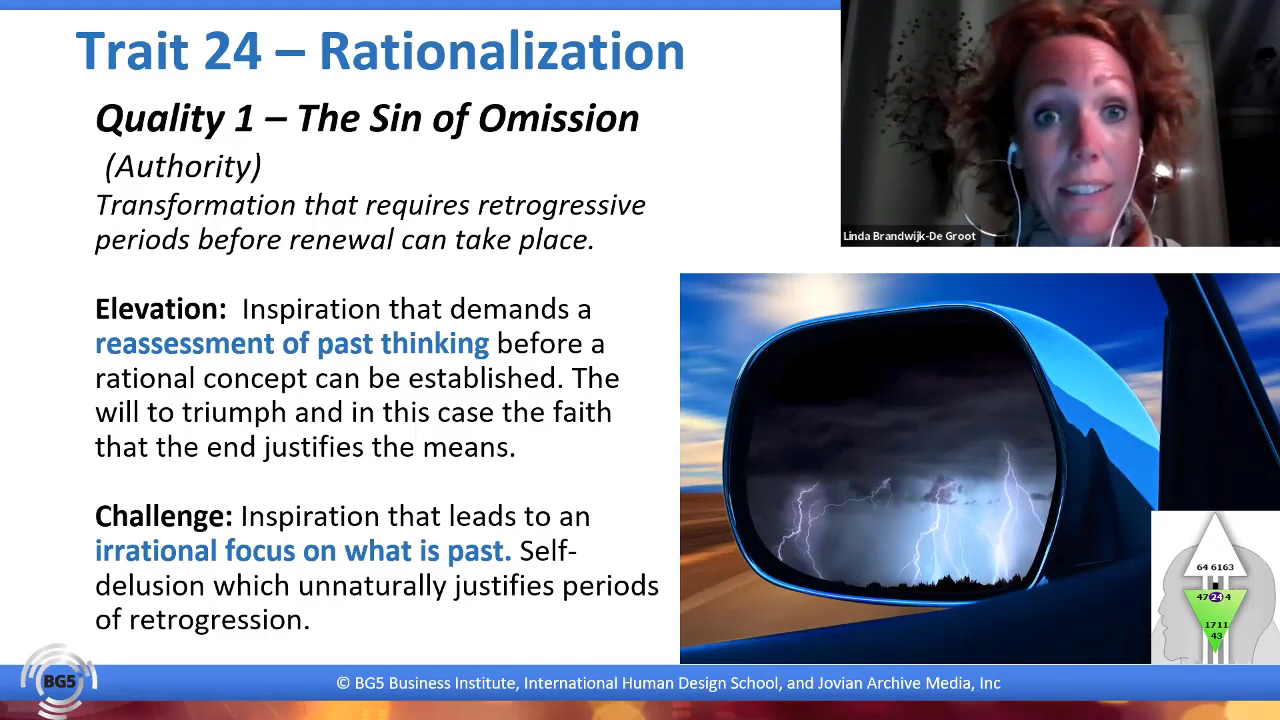 Trait 24 – Rationalization
Quality 1 – The Sin of Omission
(Authority)
Transformation that requires retrogressive
periods before renewal can take place.
Elevation: Inspiration that demands a
reassessment of past thinking before a
rational concept can be established. The
will to triumph and in this case the faith
that the end justifies the means.
Challenge: Inspiration that leads to an
irrational focus on what is past. Self-
delusion which unnaturally justifies periods
of retrogression.
Linda Brandwijk-De Groot
64 61 63
47 24 4
17 11
43
BG5
© BG5 Business Institute, International Human Design School, and Jovian Archive Media, Inc